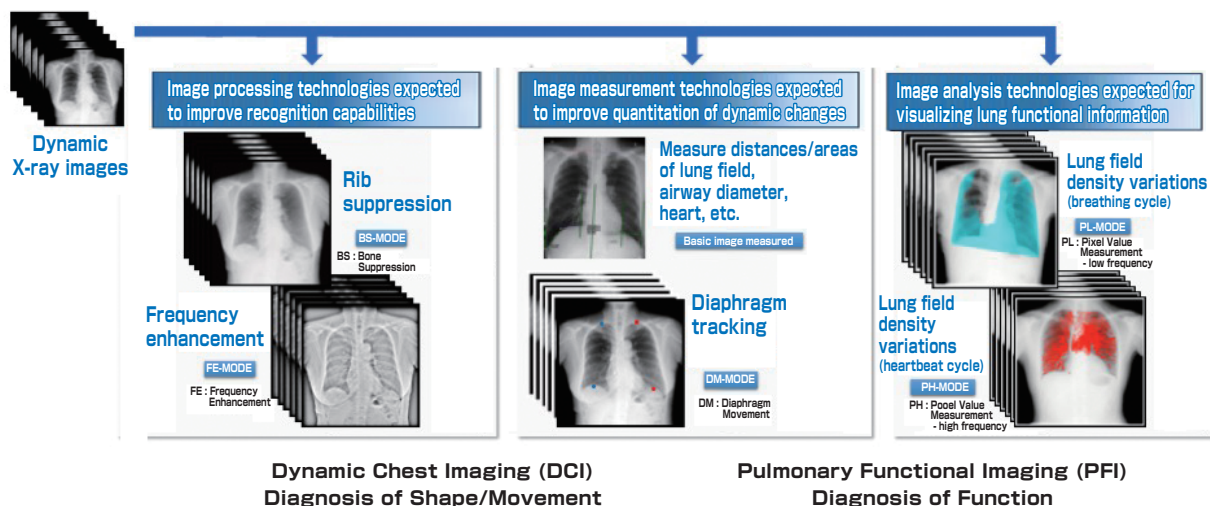 Dynamic
X-ray images
Image processing technologies expected
to improve recognition capabilities
Rib
suppression
BS-MODE
BS : Bone
Suppression
Frequency
enhancement
FE-MODE
FE : Frequency
Enhancement
Image measurement technologies expected
to improve quantitation of dynamic changes
Measure distances/areas
of lung field,
airway diameter,
heart, etc.
Basic image measured
Diaphragm
tracking
DM-MODE
DM : Diaphragm
Movement
Image analysis technologies expected for
visualizing lung functional information
Lung field
density variations
(breathing cycle)
PL-MODE
PL : Pixel Value
Measurement
- low frequency
Lung field
density
variations
(heartbeat cycle)
PH-MODE
PH : Pooel Value
Measurement
- high frequency
Dynamic Chest Imaging (DCI)
Diagnosis of Shape/Movement
Pulmonary Functional Imaging (PFI)
Diagnosis of Function